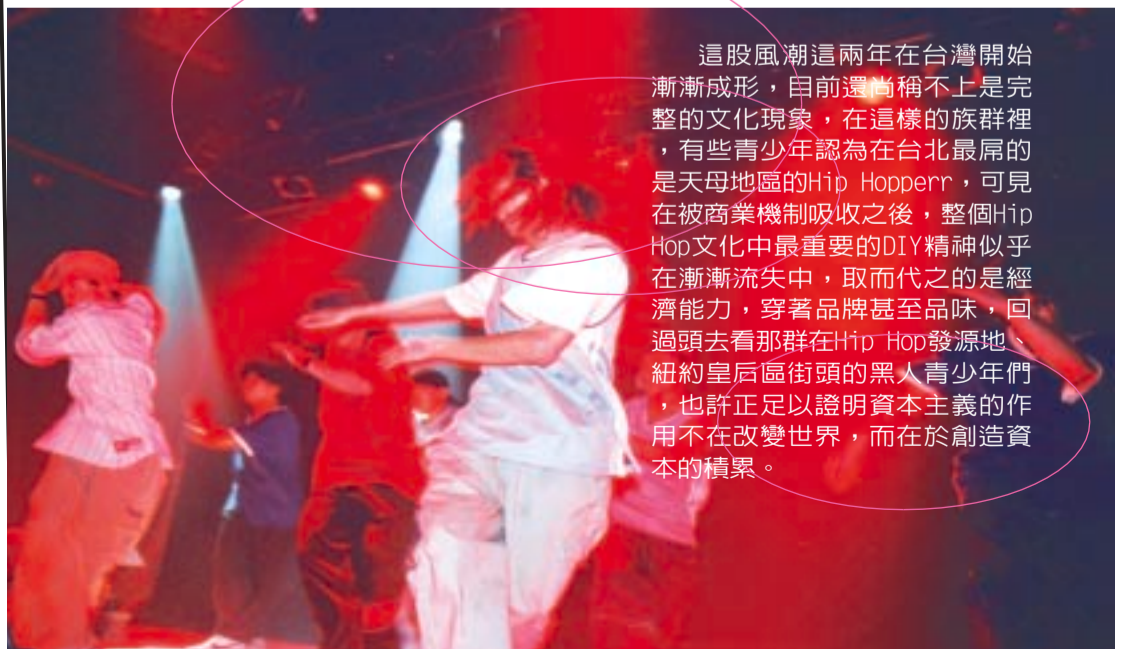 這股風潮這兩年在台灣開始
漸漸成形，目前還尚稱不上是完
整的文化現象，在這樣的族群裡
，有些青少年認為在台北最屌的
是天母地區的Hip Hopperr，可見
在被商業機制吸收之後，整個Hip
Hop文化中最重要的DIY精神似乎
在漸漸流失中，取而代之的是經
濟能力，穿著品牌甚至品味，回
過頭去看那群在Hip Hop發源地、
紐約皇后區街頭的黑人青少年們
，也許正足以證明資本主義的作
用不在改變世界，而在於創造資
本的積累。